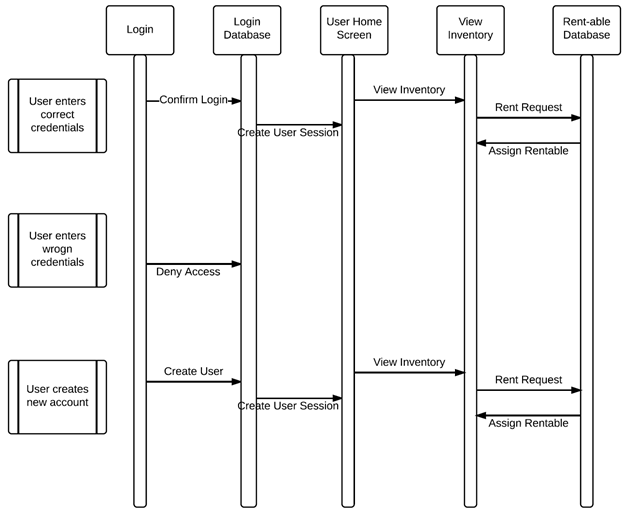 Login
Login
Database
User Home
Screen
View
Inventory
Rent-able
Database
User enters
correct
credentials
Confirm Login
Create User Session
View Inventory
Rent Request
Assign Rentable
User enters
wrogn
credentials
Deny Access
User creates
new account
Create User
Create User Session
View Inventory
Rent Request
Assign Rentable